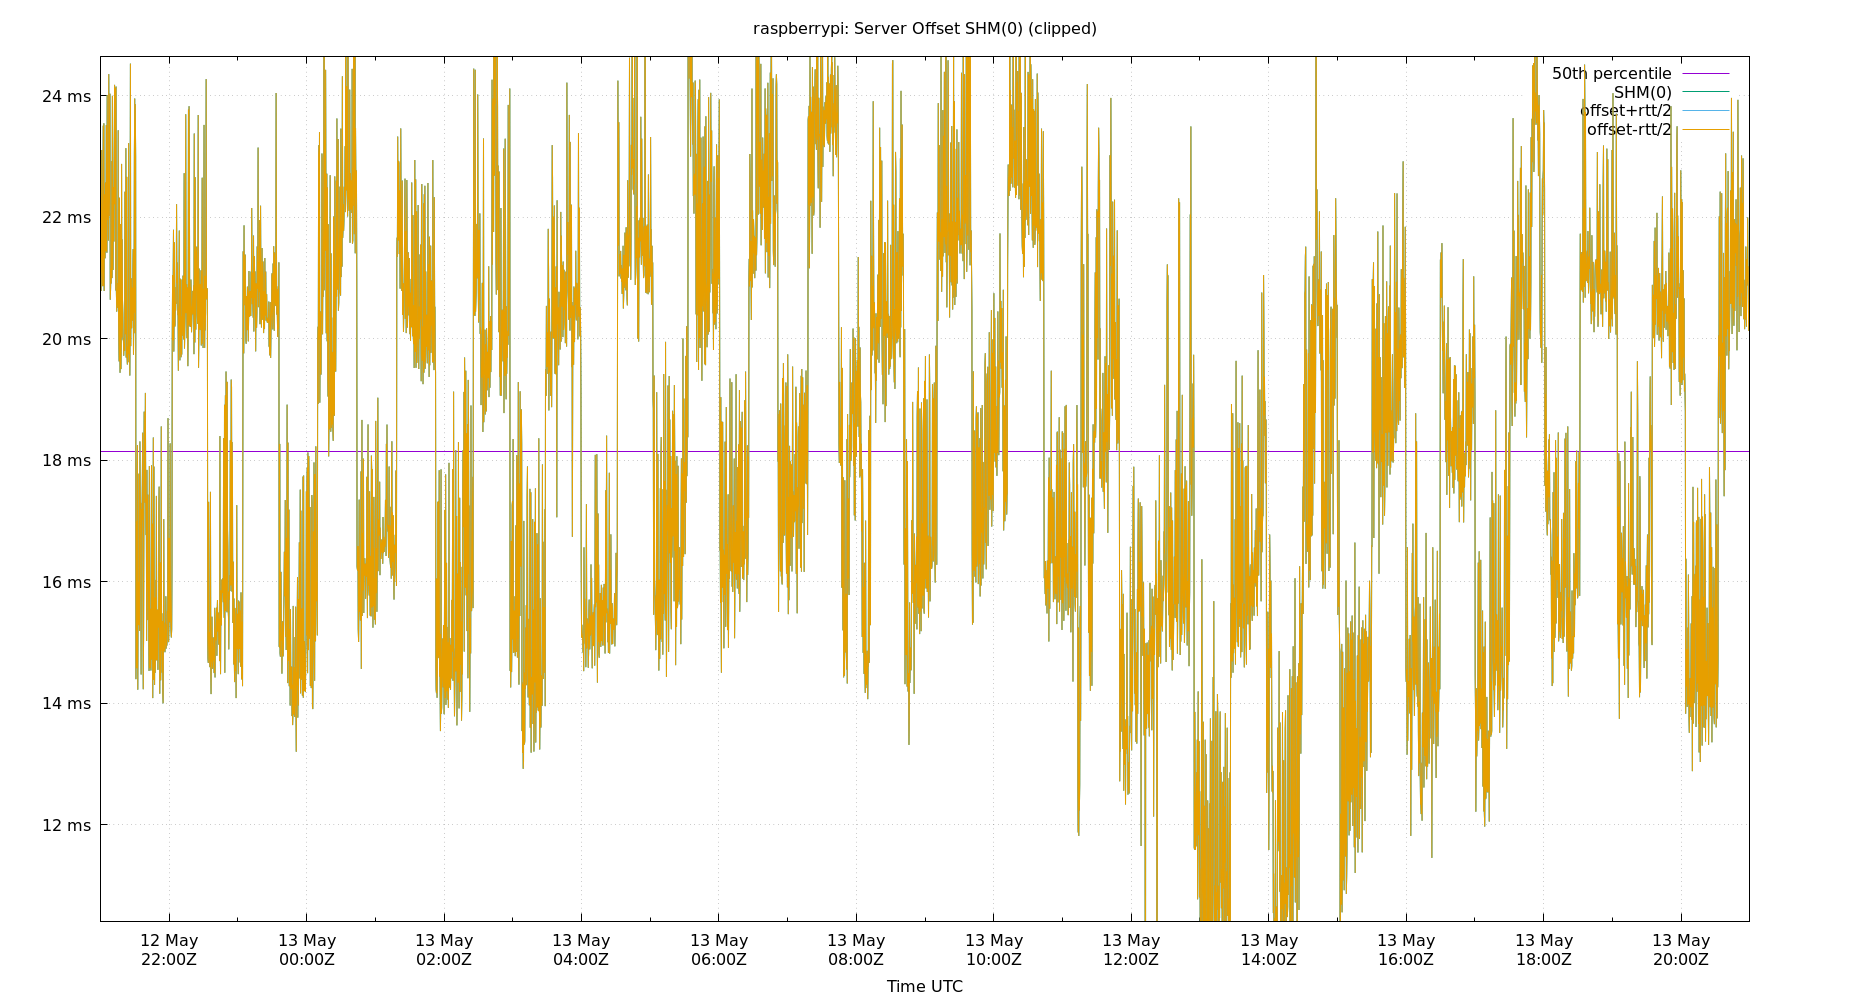 raspberrypi: Server Offset SHM(0) (clipped)
50th percentile
SHM(0)
offset+rtt/2
offset-rtt/2
24 ms
22 ms
20 ms
18 ms
16 ms
14 ms
12 ms
12 May 13 May 13 May 13 May 13 May 13 May 13 May 13 May 13 May 13 May 13 May 13 May
22:00Z 00:00Z 02:00Z 04:00Z 06:00Z 08:00Z 10:00Z 12:00Z 14:00Z 16:00Z 18:00Z 20:00Z
Time UTC